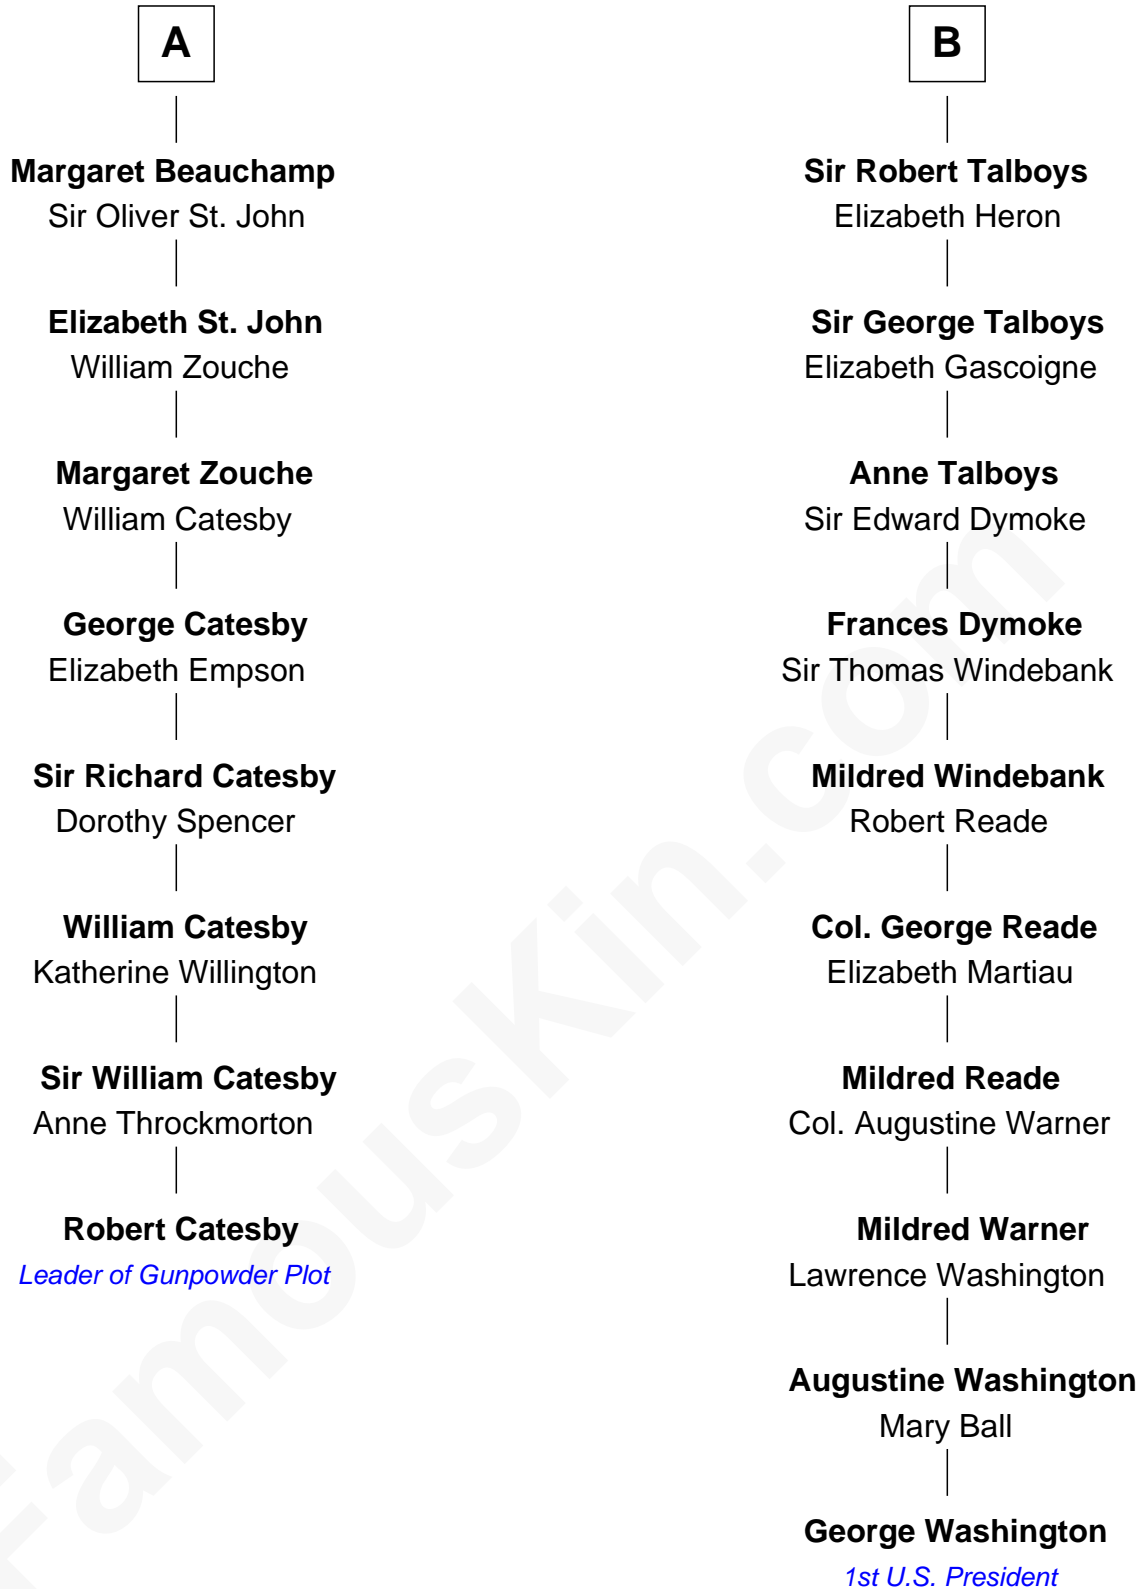 A
Margaret Beauchamp
Sir Oliver St. John
Elizabeth St. John
William Zouche
Margaret Zouche
William Catesby
George Catesby
Elizabeth Empson
Sir Richard Catesby
Dorothy Spencer
William Catesby
Katherine Willington
Sir William Catesby
Anne Throckmorton
Robert Catesby
Leader of Gunpowder Plot
B
Sir Robert Talboys
Elizabeth Heron
Sir George Talboys
Elizabeth Gascoigne
Anne Talboys
Sir Edward Dymoke
Frances Dymoke
Sir Thomas Windebank
Mildred Windebank
Robert Reade
Col. George Reade
Elizabeth Martiau
Mildred Reade
Col. Augustine Warner
Mildred Warner
Lawrence Washington
Augustine Washington
Mary Ball
George Washington
1st U.S. President
FamousKin.com